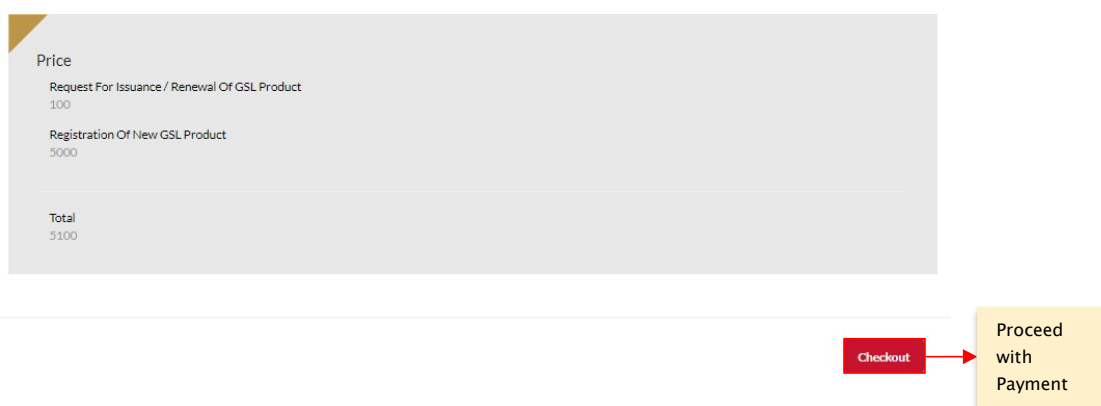 Price
Request For Issuance / Renewal Of GSL Product
100
Registration Of New GSL Product
5000
Total
5100
Checkout
Proceed
with
Payment